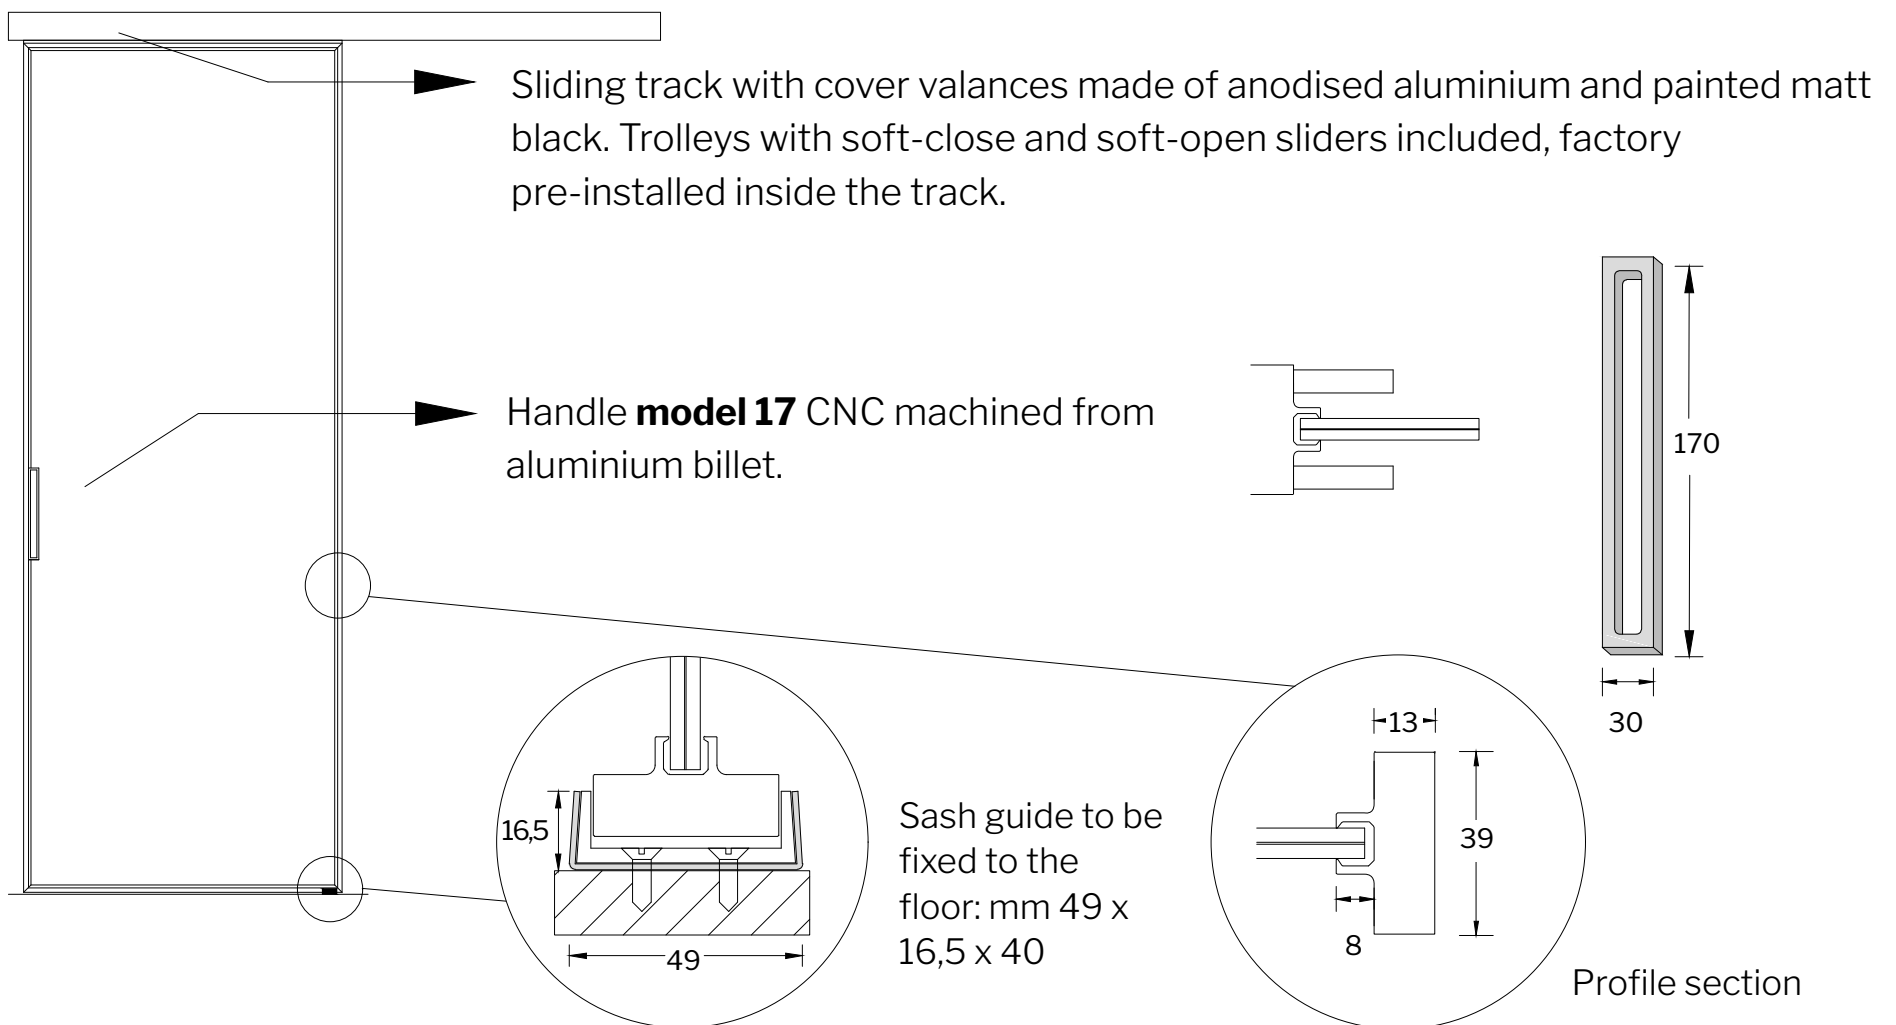 Sliding track with cover valances made of anodised aluminium and painted matt
black. Trolleys with soft-close and soft-open sliders included, factory
pre-installed inside the track.
Handle model 17 CNC machined from
aluminium billet.
170
30
16,5
49
Sash guide to be
fixed to the
floor: mm 49 x
16,5 x 40
13
39
8
Profile section